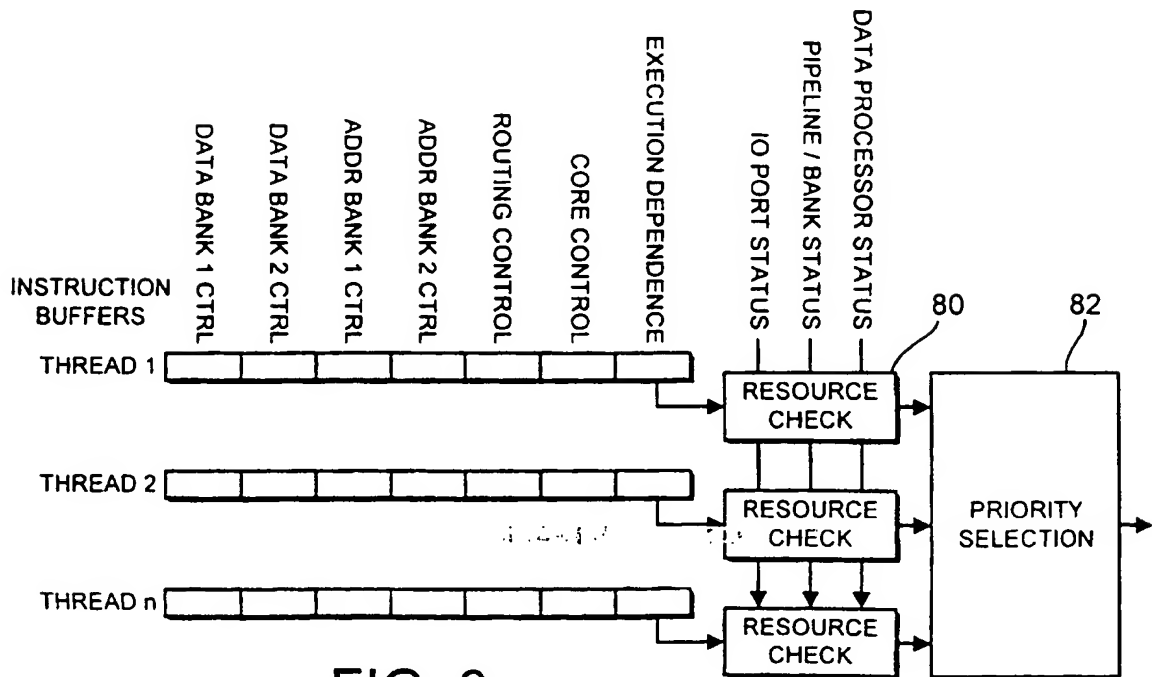 DATA BANK 1 CTRL
DATA BANK 2 CTRL
ADDR BANK 1 CTRL
ADDR BANK 2 CTRL
ROUTING CONTROL
CORE CONTROL
EXECUTION DEPENDENCE
IO PORT STATUS
PIPELINE / BANK STATUS
DATA PROCESSOR STATUS
INSTRUCTION
BUFFERS
80
82
THREAD 1
RESOURCE
CHECK
THREAD 2
RESOURCE
CHECK
PRIORITY
SELECTION
THREAD n
RESOURCE
CHECK